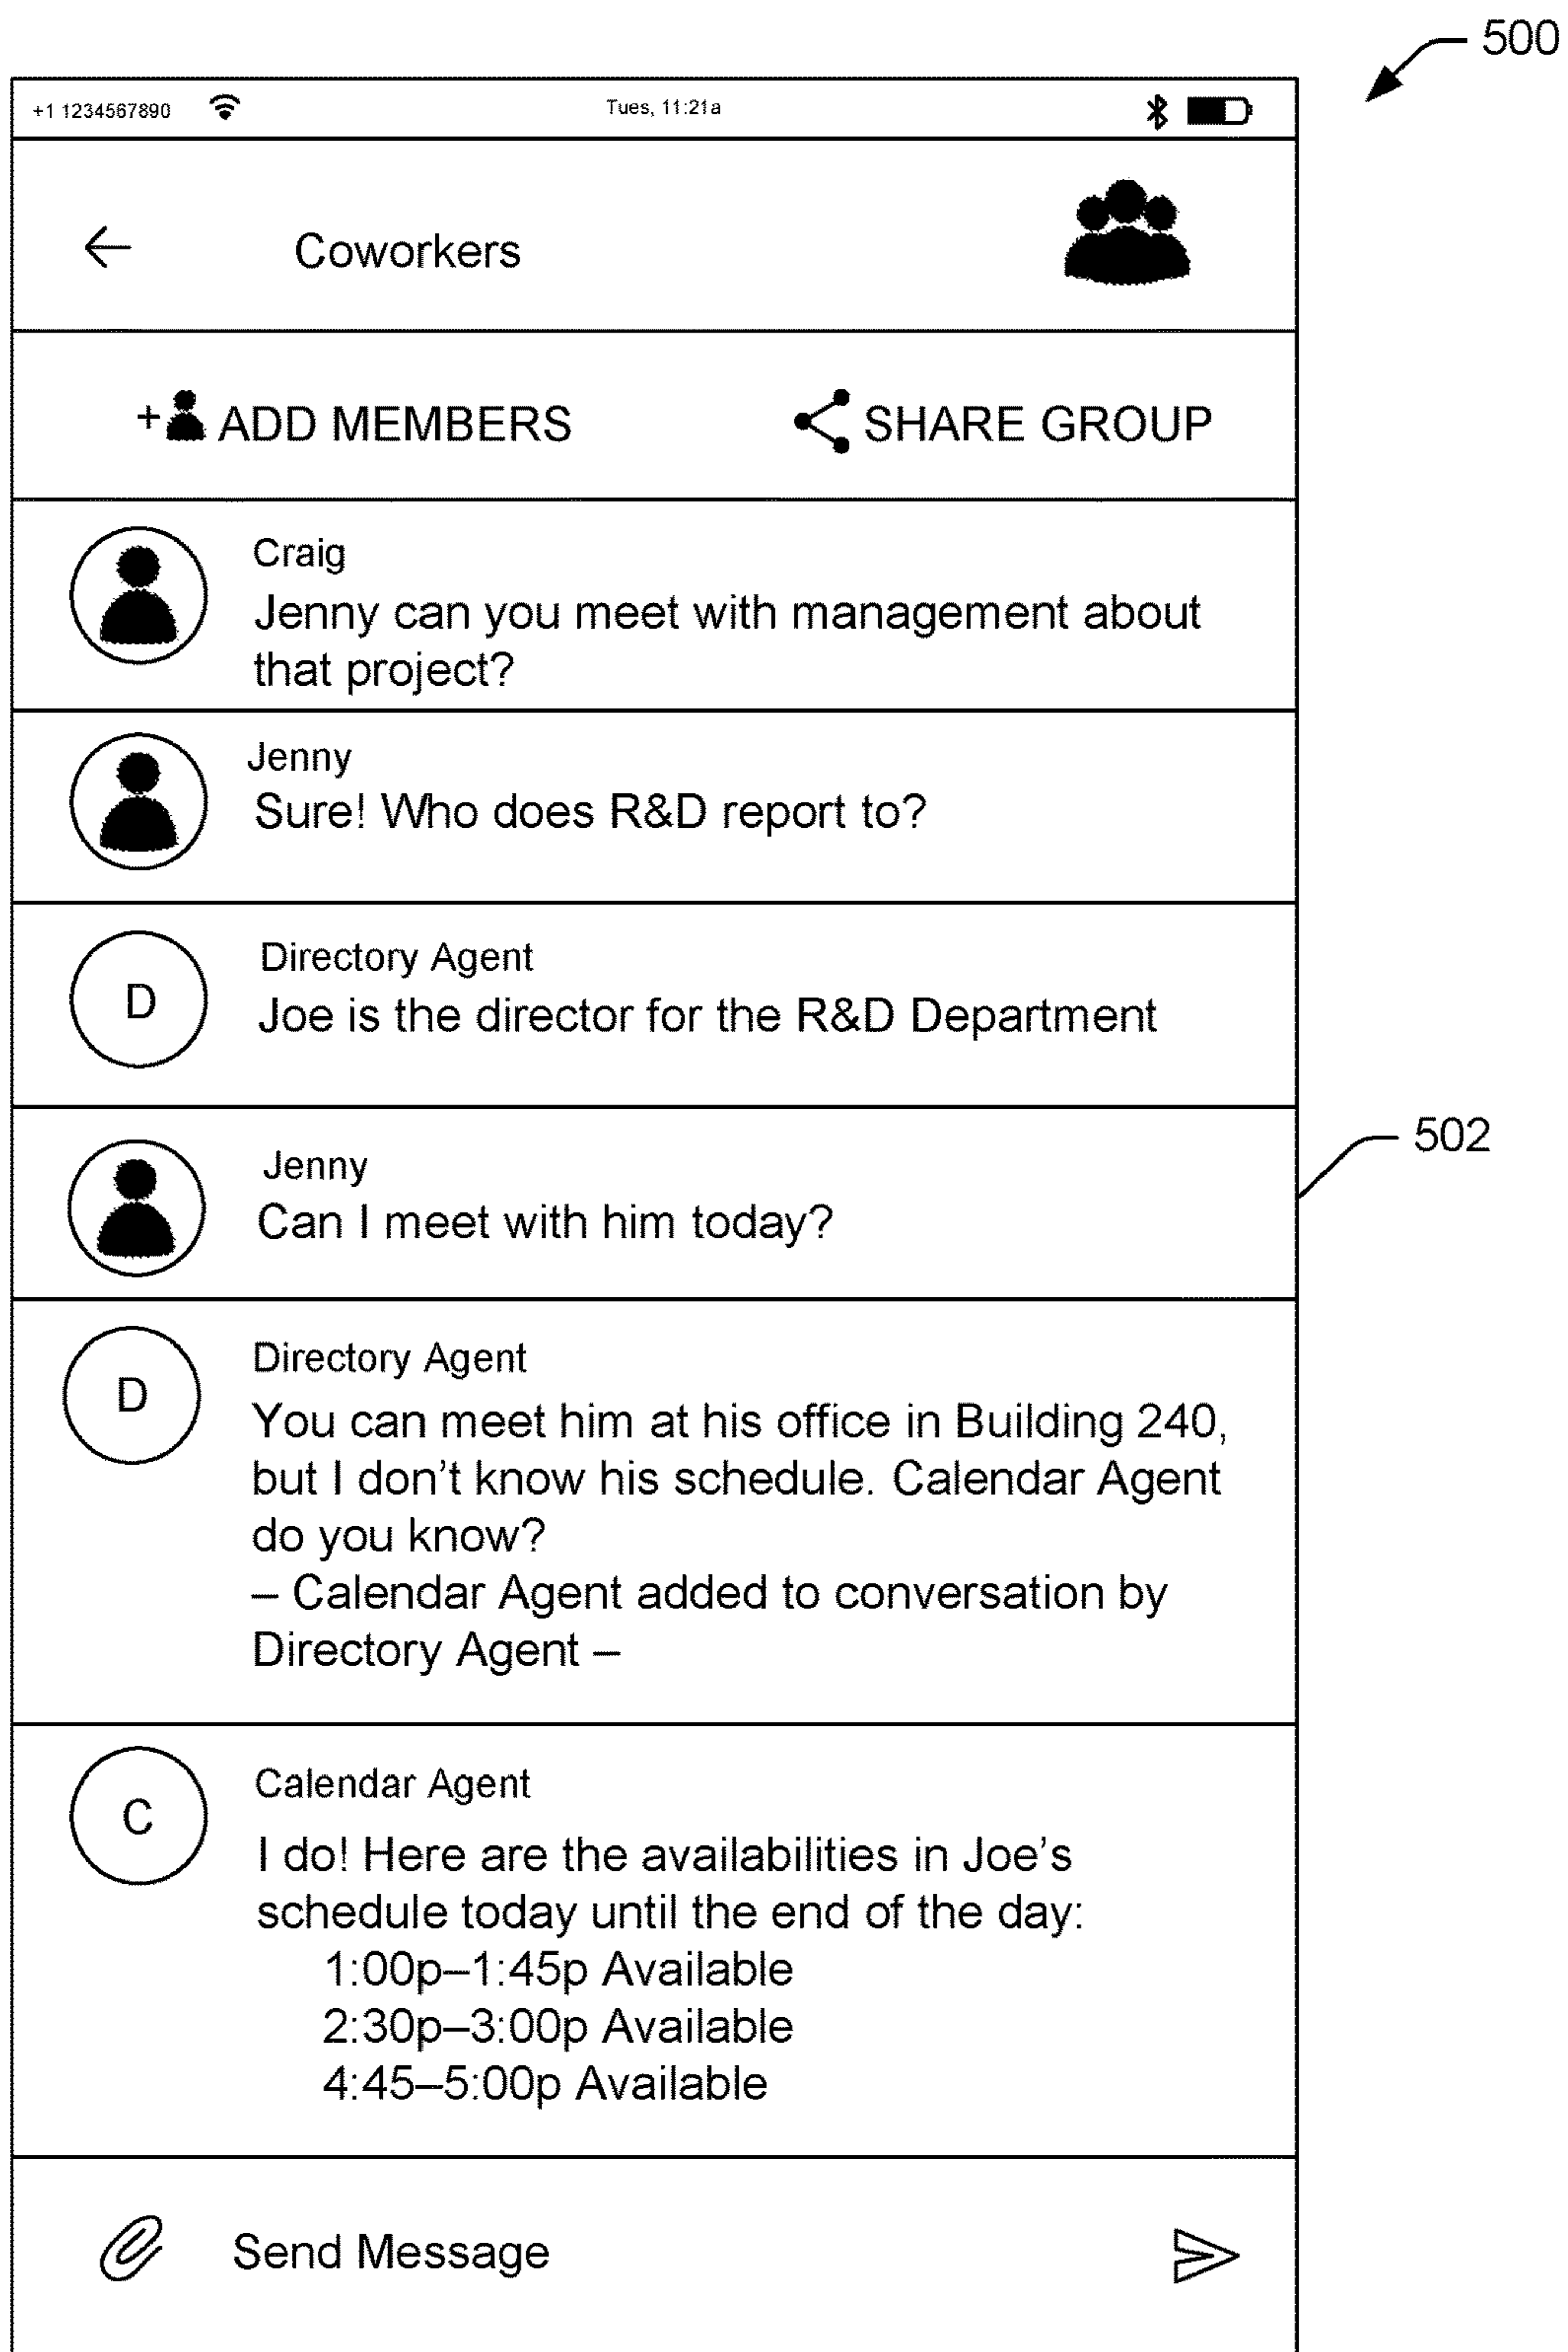 500
+1 1234567890
Tues, 11:21a
Coworkers
+ ADD MEMBERS
SHARE GROUP
Craig
Jenny can you meet with management about
that project?
Jenny
Sure! Who does R&D report to?
D
Directory Agent
Joe is the director for the R&D Department
502
Jenny
Can I meet with him today?
D
Directory Agent
You can meet him at his office in Building 240,
but I don't know his schedule. Calendar Agent
do you know?
– Calendar Agent added to conversation by
Directory Agent –
C
Calendar Agent
I do! Here are the availabilities in Joe's
schedule today until the end of the day:
1:00p–1:45p Available
2:30p–3:00p Available
4:45–5:00p Available
Send Message